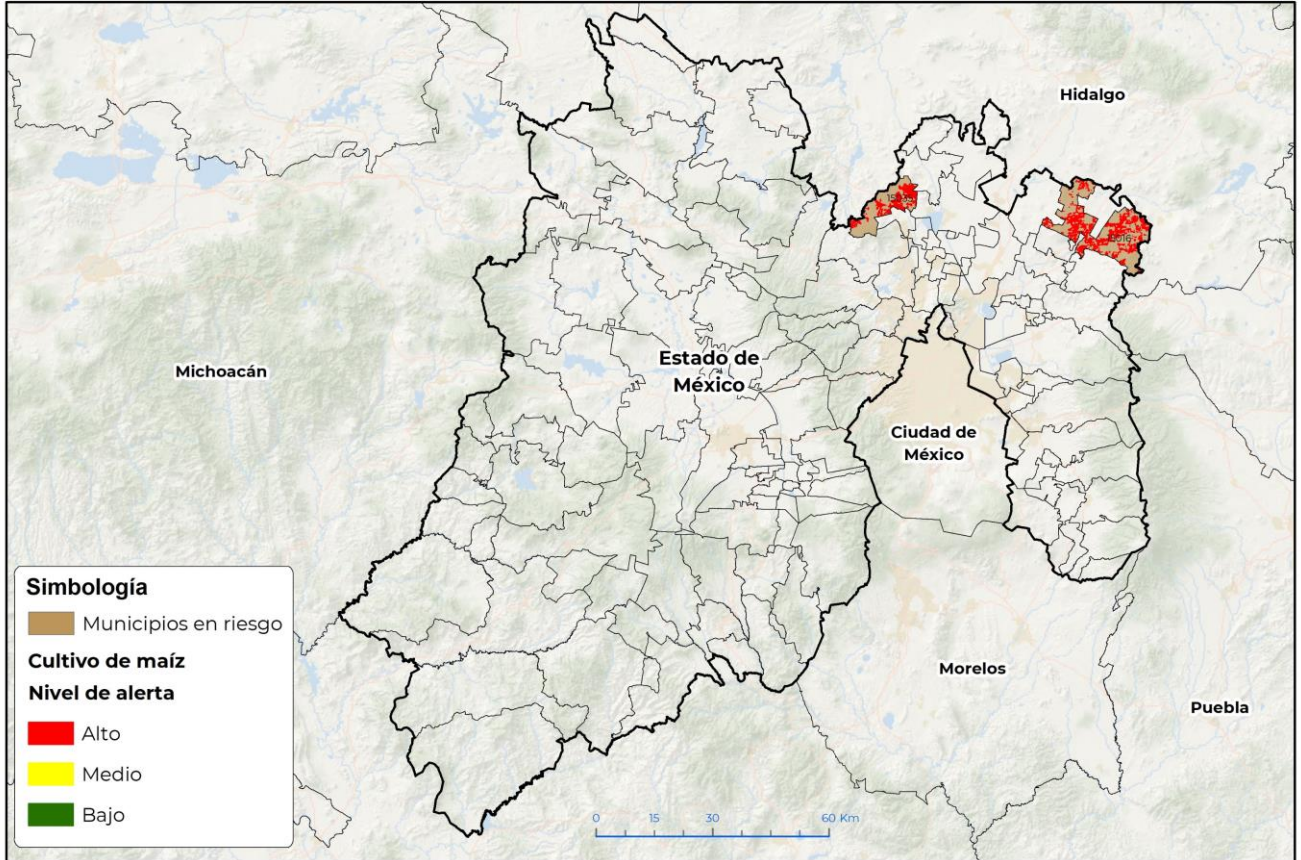 Hidalgo
Michoacán
Estado de
México
Ciudad de
México
Morelos
Puebla
Simbología
Municipios en riesgo
Cultivo de maíz
Nivel de alerta
Alto
Medio
Bajo
0 15 30 60 Km